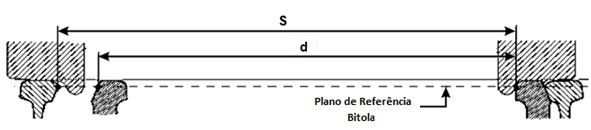 S
d
Plano de Referência
Bitola